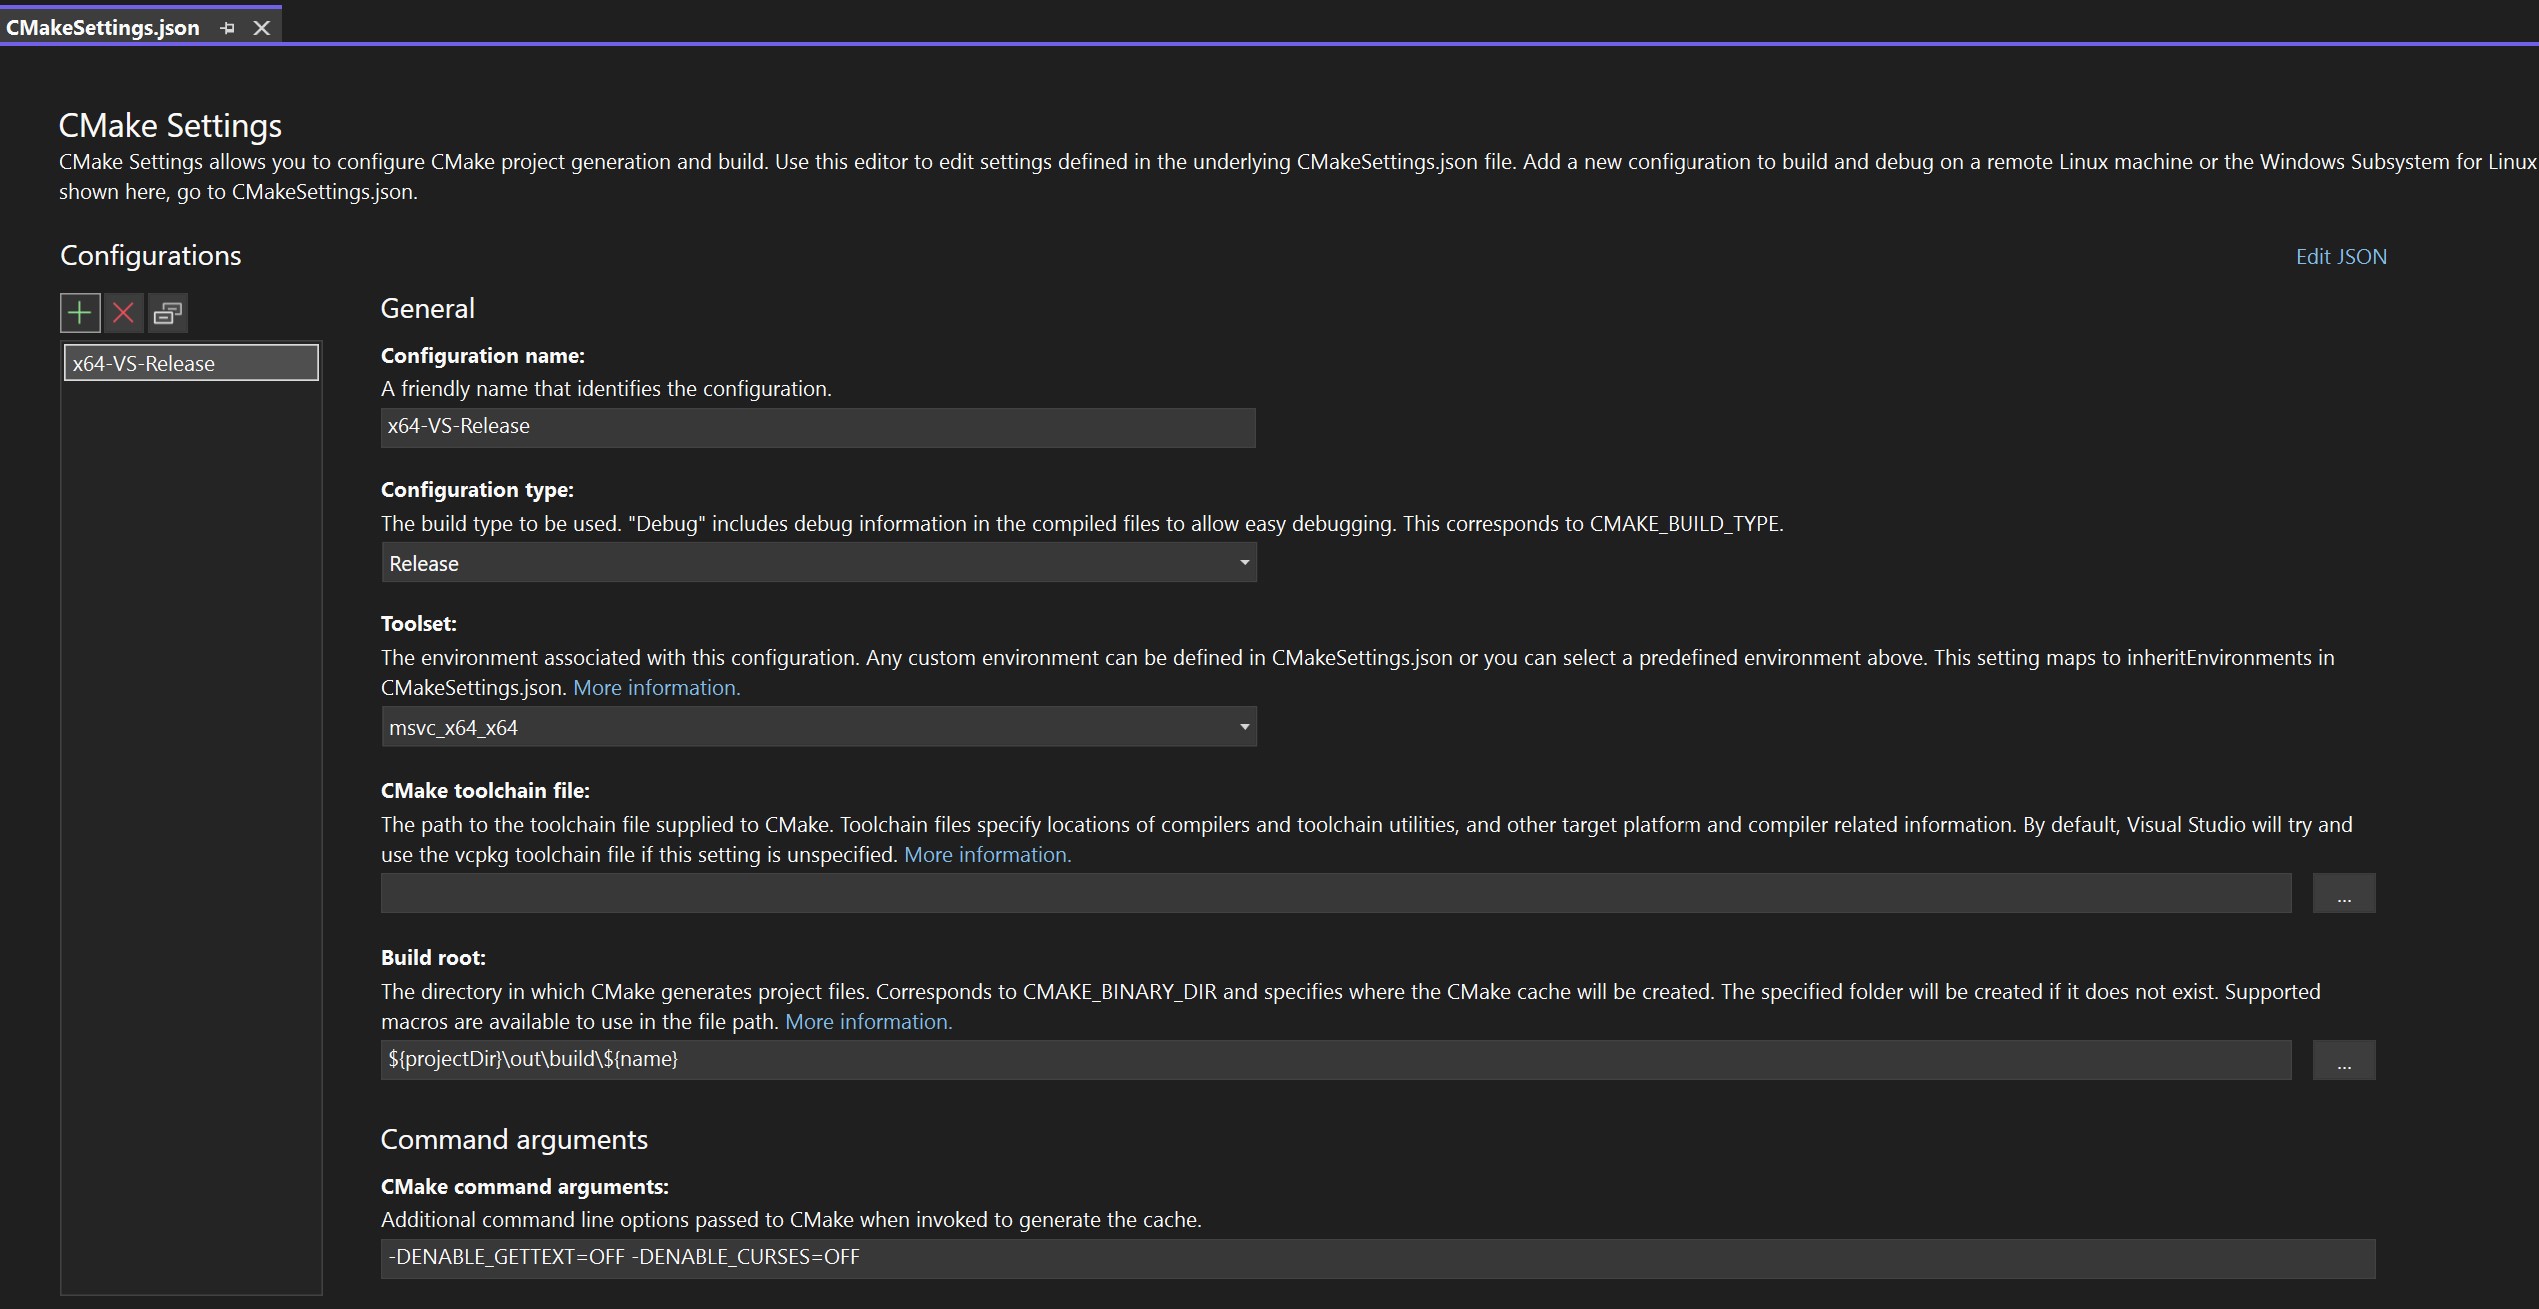 CMakeSettings.json
CMake Settings
CMake Settings allows you to configure CMake project generation and build. Use this editor to edit settings defined in the underlying CMakeSettings.json file. Add a new configuration to build and debug on a remote Linux machine or the Windows Subsystem for Linux
shown here, go to CMakeSettings.json.
Configurations
Edit JSON
x64-VS-Release
General
Configuration name:
A friendly name that identifies the configuration.
x64-VS-Release
Configuration type:
The build type to be used. "Debug" includes debug information in the compiled files to allow easy debugging. This corresponds to CMAKE_BUILD_TYPE.
Release
Toolset:
The environment associated with this configuration. Any custom environment can be defined in CMakeSettings.json or you can select a predefined environment above. This setting maps to inheritEnvironments in
CMakeSettings.json. More information.
msvc_x64_x64
CMake toolchain file:
The path to the toolchain file supplied to CMake. Toolchain files specify locations of compilers and toolchain utilities, and other target platform and compiler related information. By default, Visual Studio will try and
use the vcpkg toolchain file if this setting is unspecified. More information.
...
Build root:
The directory in which CMake generates project files. Corresponds to CMAKE_BINARY_DIR and specifies where the CMake cache will be created. The specified folder will be created if it does not exist. Supported
macros are available to use in the file path. More information.
${projectDir}\out\build\${name}
...
Command arguments
CMake command arguments:
Additional command line options passed to CMake when invoked to generate the cache.
-DENABLE_GETTEXT=OFF -DENABLE_CURSES=OFF